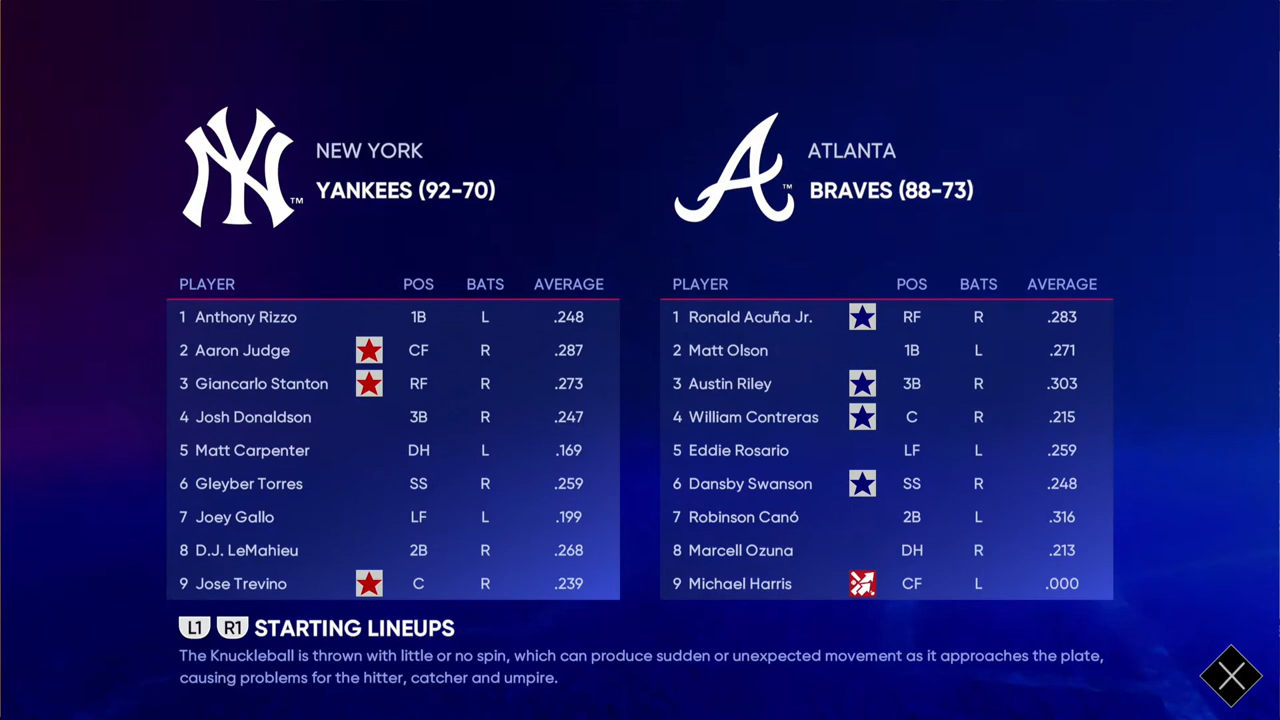 NEW YORK
YANKEES (92-70)
ATLANTA
BRAVES (88-73)
PLAYER POS BATS AVERAGE
1 Anthony Rizzo 1B L .248
2 Aaron Judge CF R .287
3 Giancarlo Stanton RF R .273
4 Josh Donaldson 3B R .247
5 Matt Carpenter DH L .169
6 Gleyber Torres SS R .259
7 Joey Gallo LF L .199
8 D.J. LeMahieu 2B R .268
9 Jose Trevino C R .239
PLAYER POS BATS AVERAGE
1 Ronald Acuña Jr. RF R .283
2 Matt Olson 1B L .271
3 Austin Riley 3B R .303
4 William Contreras C R .215
5 Eddie Rosario LF L .259
6 Dansby Swanson SS R .248
7 Robinson Canó 2B L .316
8 Marcell Ozuna DH R .213
9 Michael Harris CF L .000
L1 R1 STARTING LINEUPS
The Knuckleball is thrown with little or no spin, which can produce sudden or unexpected movement as it approaches the plate,
causing problems for the hitter, catcher and umpire.